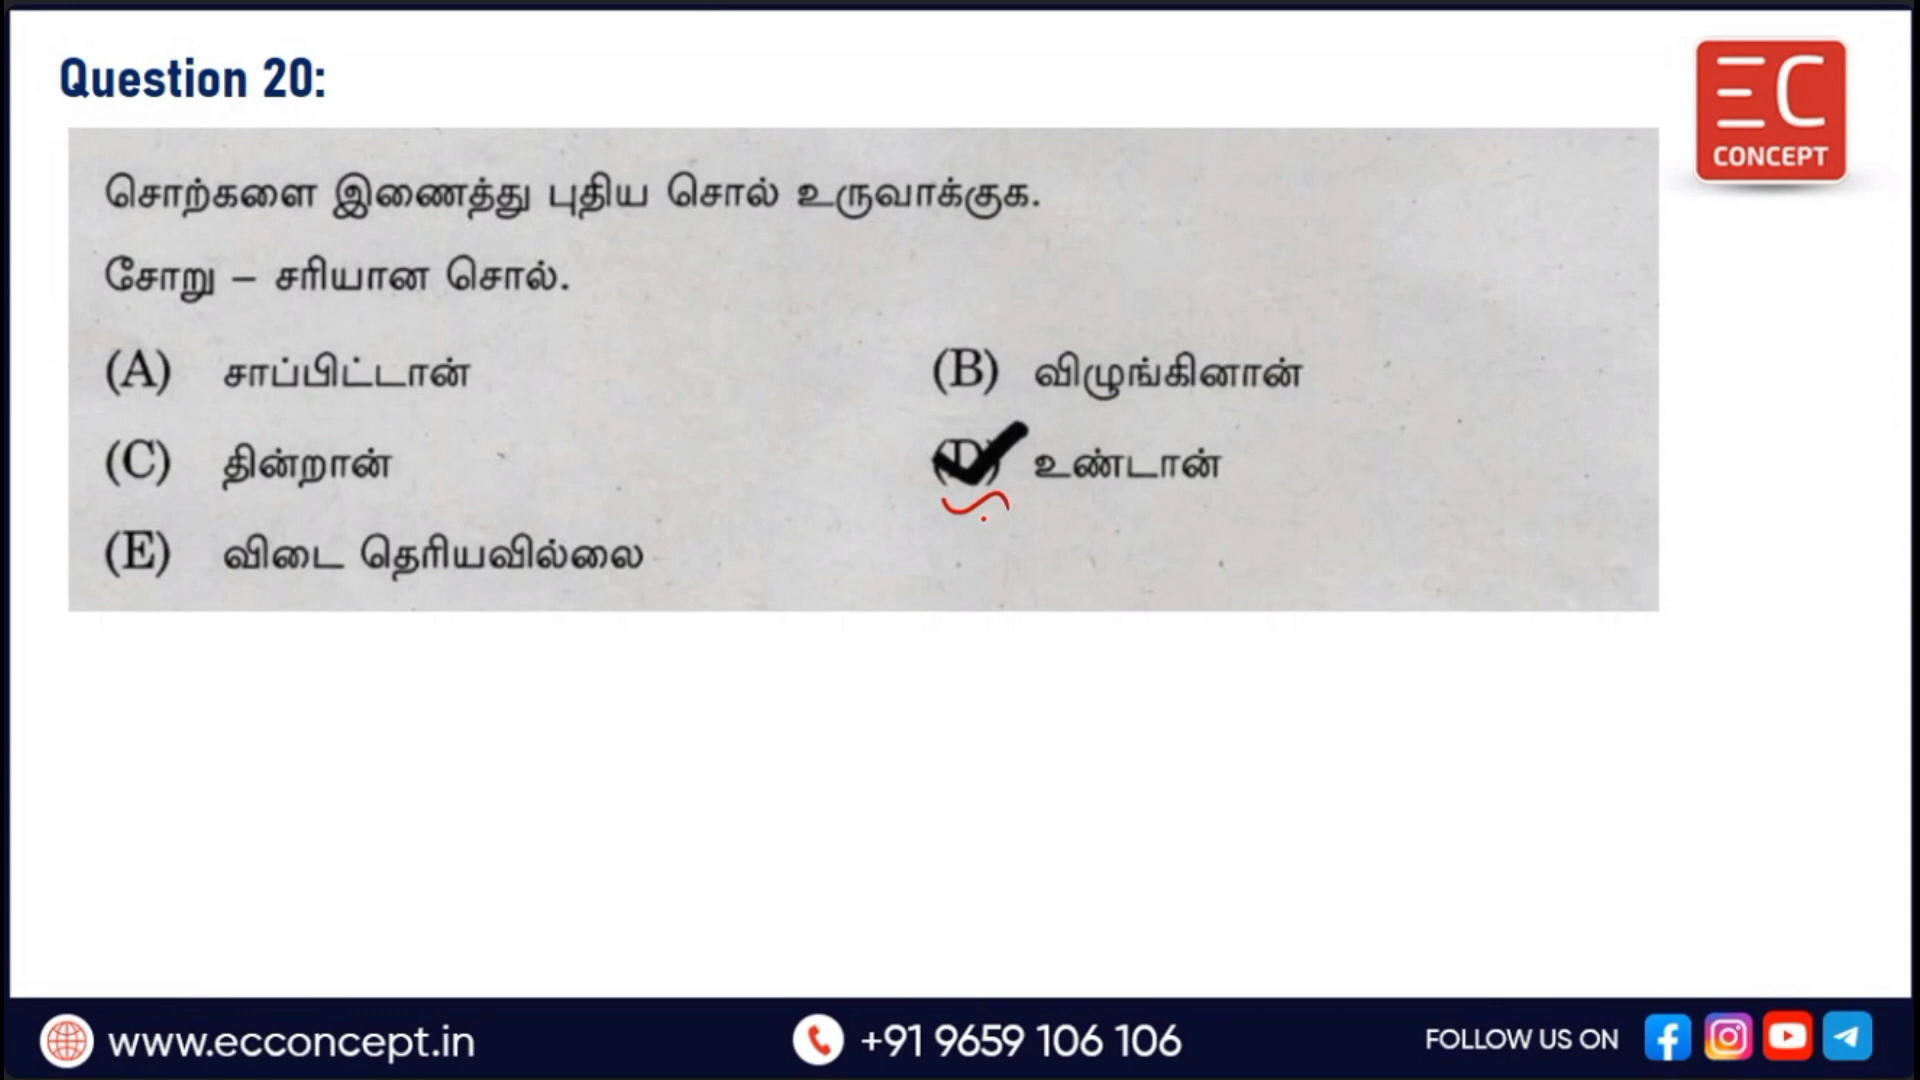 Question 20:
EC
CONCEPT
சொற்களை இணைத்து புதிய சொல் உருவாக்குக.
சோறு – சரியான சொல்.
(A) சாப்பிட்டான்
(B) விழுங்கினான்
(C) தின்றான்
(D) உண்டான்
(E) விடை தெரியவில்லை
www.ecconcept.in
+91 9659 106 106
FOLLOW US ON